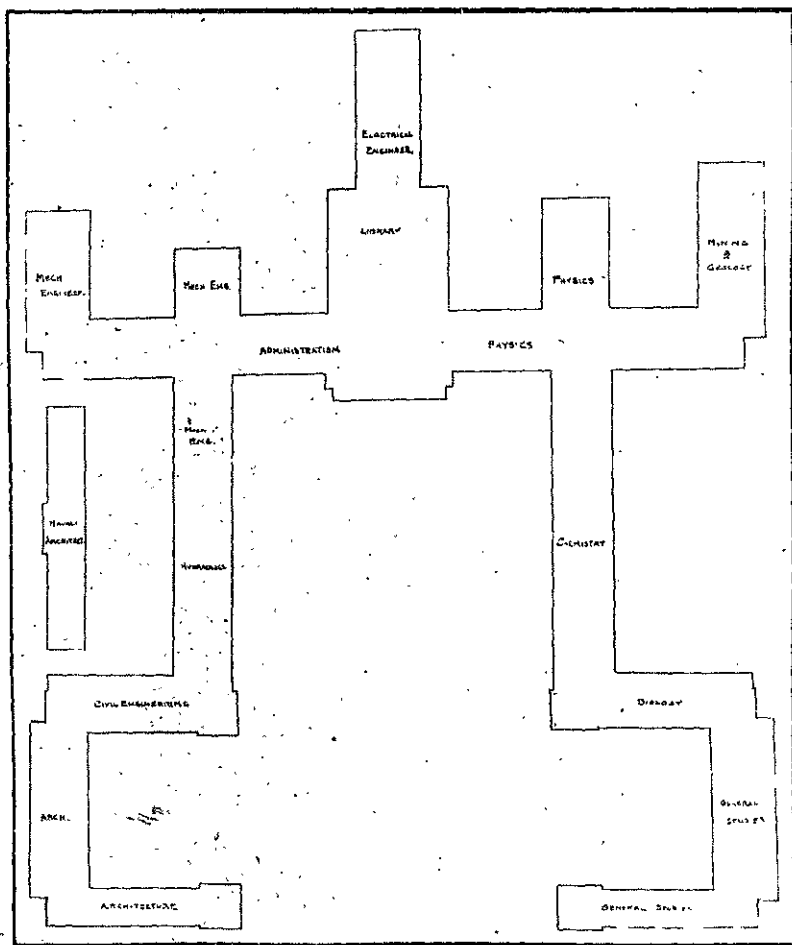 ELECTRICAL
ENGINEER.
LIBRARY
MINING
&
GEOLOGY
MECH
ENGINEER.
MECH ENG.
PHYSICS
ADMINISTRATION
PHYSICS
MECH
ENG.
NAVAL
ARCHITECT.
HYDRAULICS
CHEMISTRY
CIVIL ENGINEERING
BIOLOGY
ARCH.
GENERAL
STUDIES
ARCHITECTURE
GENERAL STUDIES